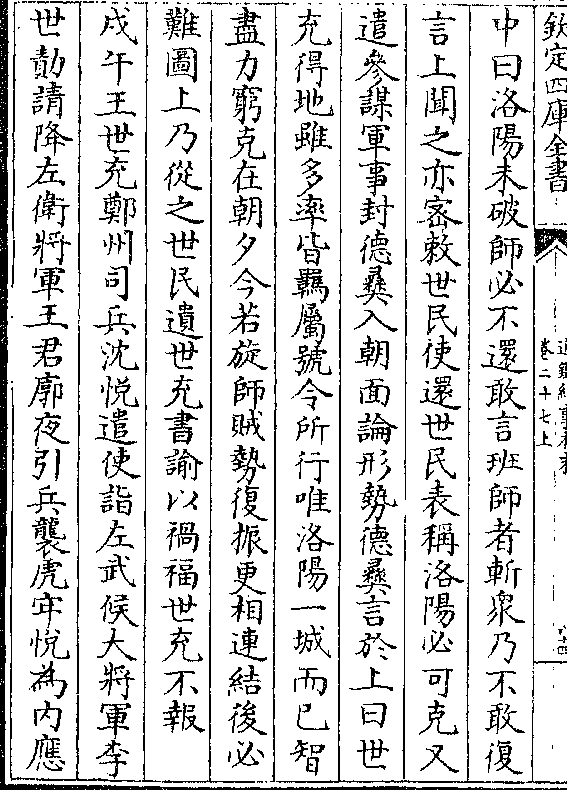 欽定四庫全書
通鑑紀事本末
卷二十七上
中曰洛陽未破師必不還敢言班師者斬衆乃不敢復
言上聞之亦密敕世民使還世民表稱洛陽必可克又
遣參謀軍事封德彝入朝面論形勢德彝言於上曰世
充得地雖多率皆羈屬號令所行唯洛陽一城而已智
盡力窮克在朝夕今若旋師賊勢復振更相連結後必
難圖上乃從之世民遺世充書諭以禍福世充不報
戍午王世充鄭州司兵沈悦遣使詣左武候大將軍李
世勣請降左衛將軍王君廓夜引兵襲虎牢悦為内應